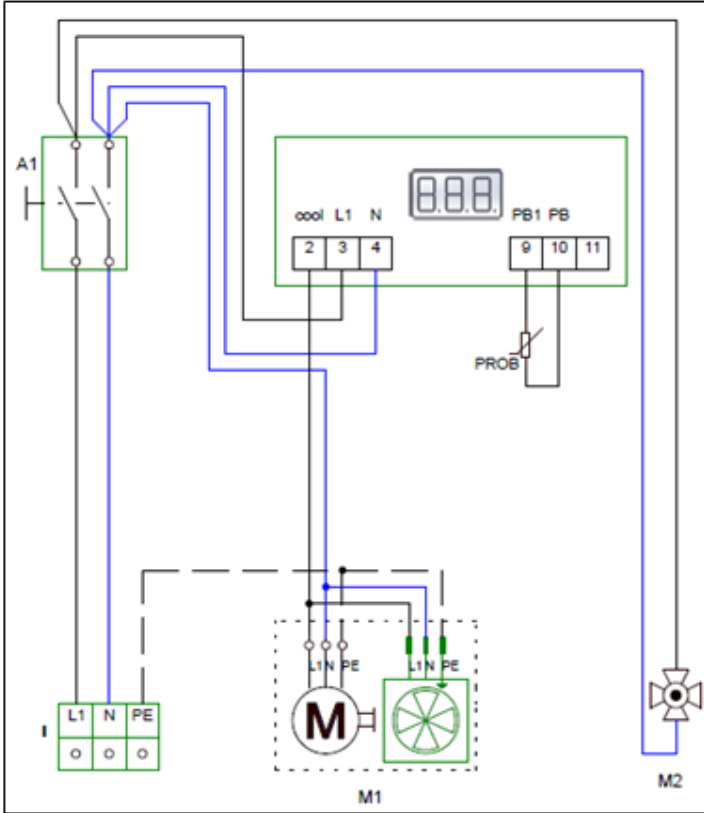 A1
cool L1 N
2 3 4
PB1 PB
9 10 11
PROB
L1 N PE
L1 N PE
M
I
L1 N PE
M1
M2